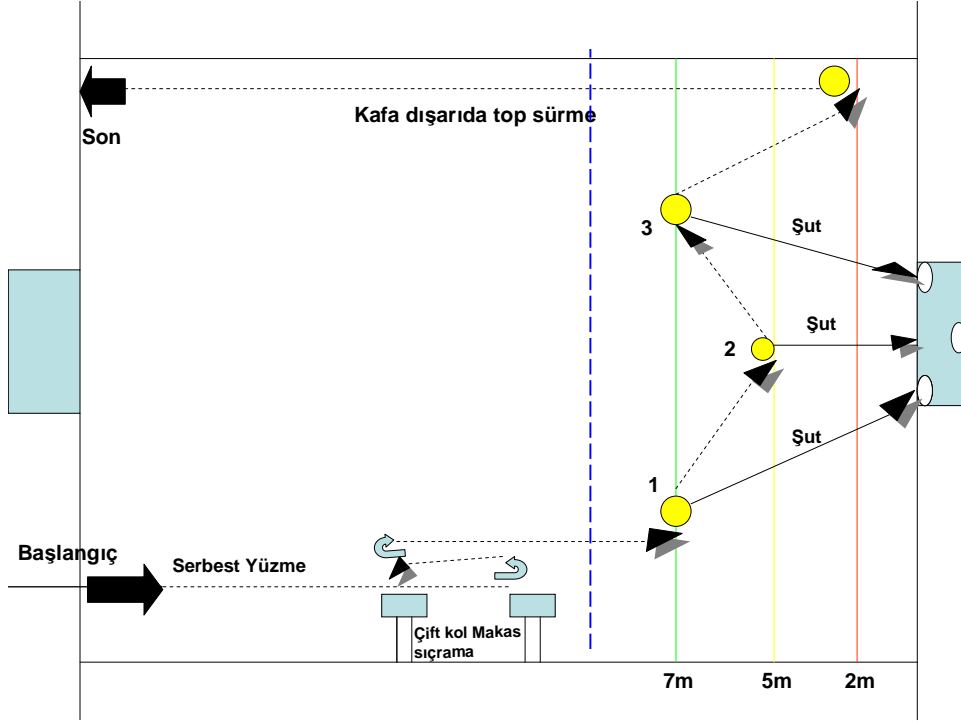 Kafa dışarıda top sürme
Son
3
Şut
Şut
2
Şut
1
Başlangıç
Serbest Yüzme
Çift kol Makas
sıçrama
7m
5m
2m